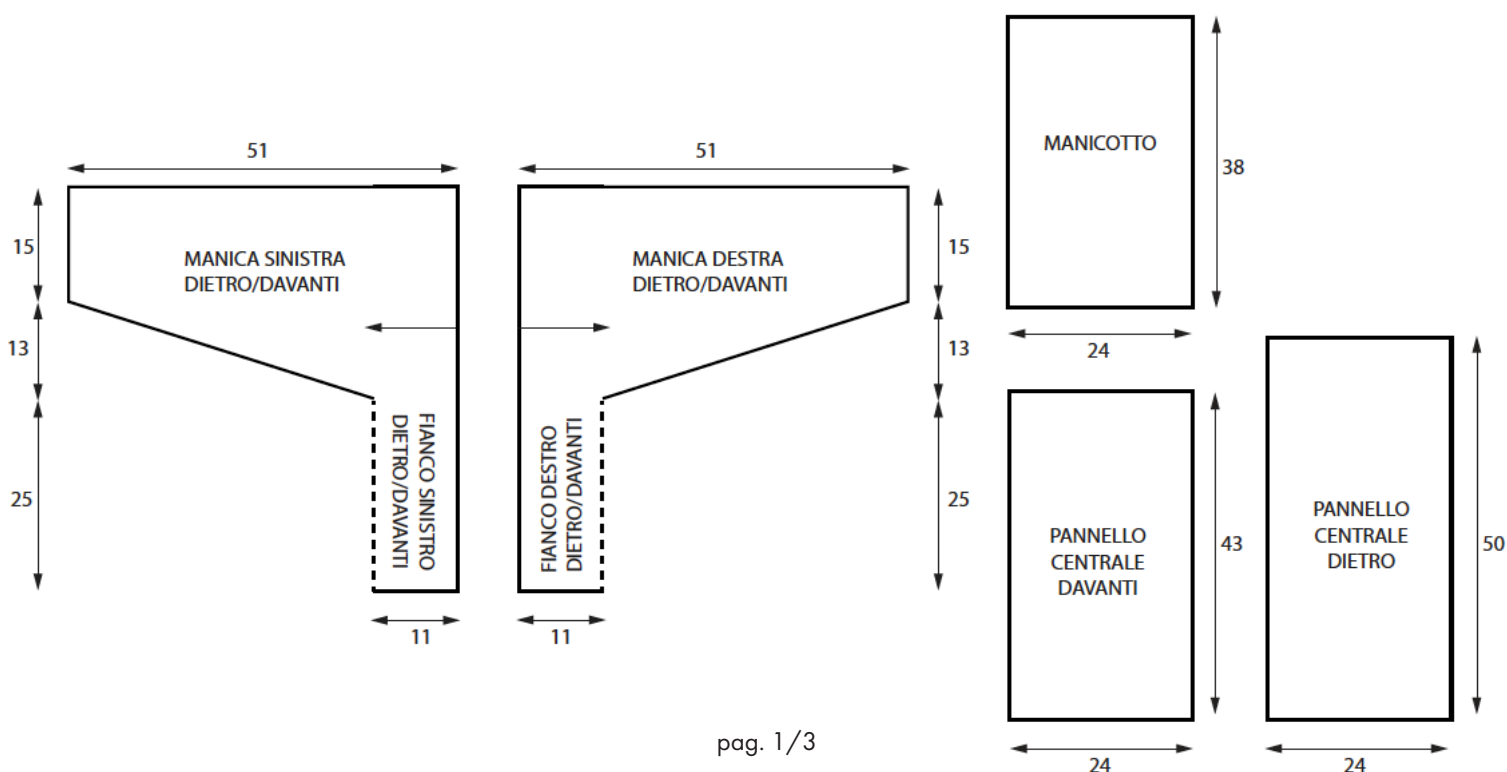 51
15
13
25
MANICA SINISTRA
DIETRO/DAVANTI
FIANCO SINISTRO
DIETRO/DAVANTI
11
51
MANICA DESTRA
DIETRO/DAVANTI
15
13
25
FIANCO DESTRO
DIETRO/DAVANTI
11
MANICOTTO
38
24
PANNELLO
CENTRALE
DAVANTI
43
24
PANNELLO
CENTRALE
DIETRO
50
24
pag. 1/3